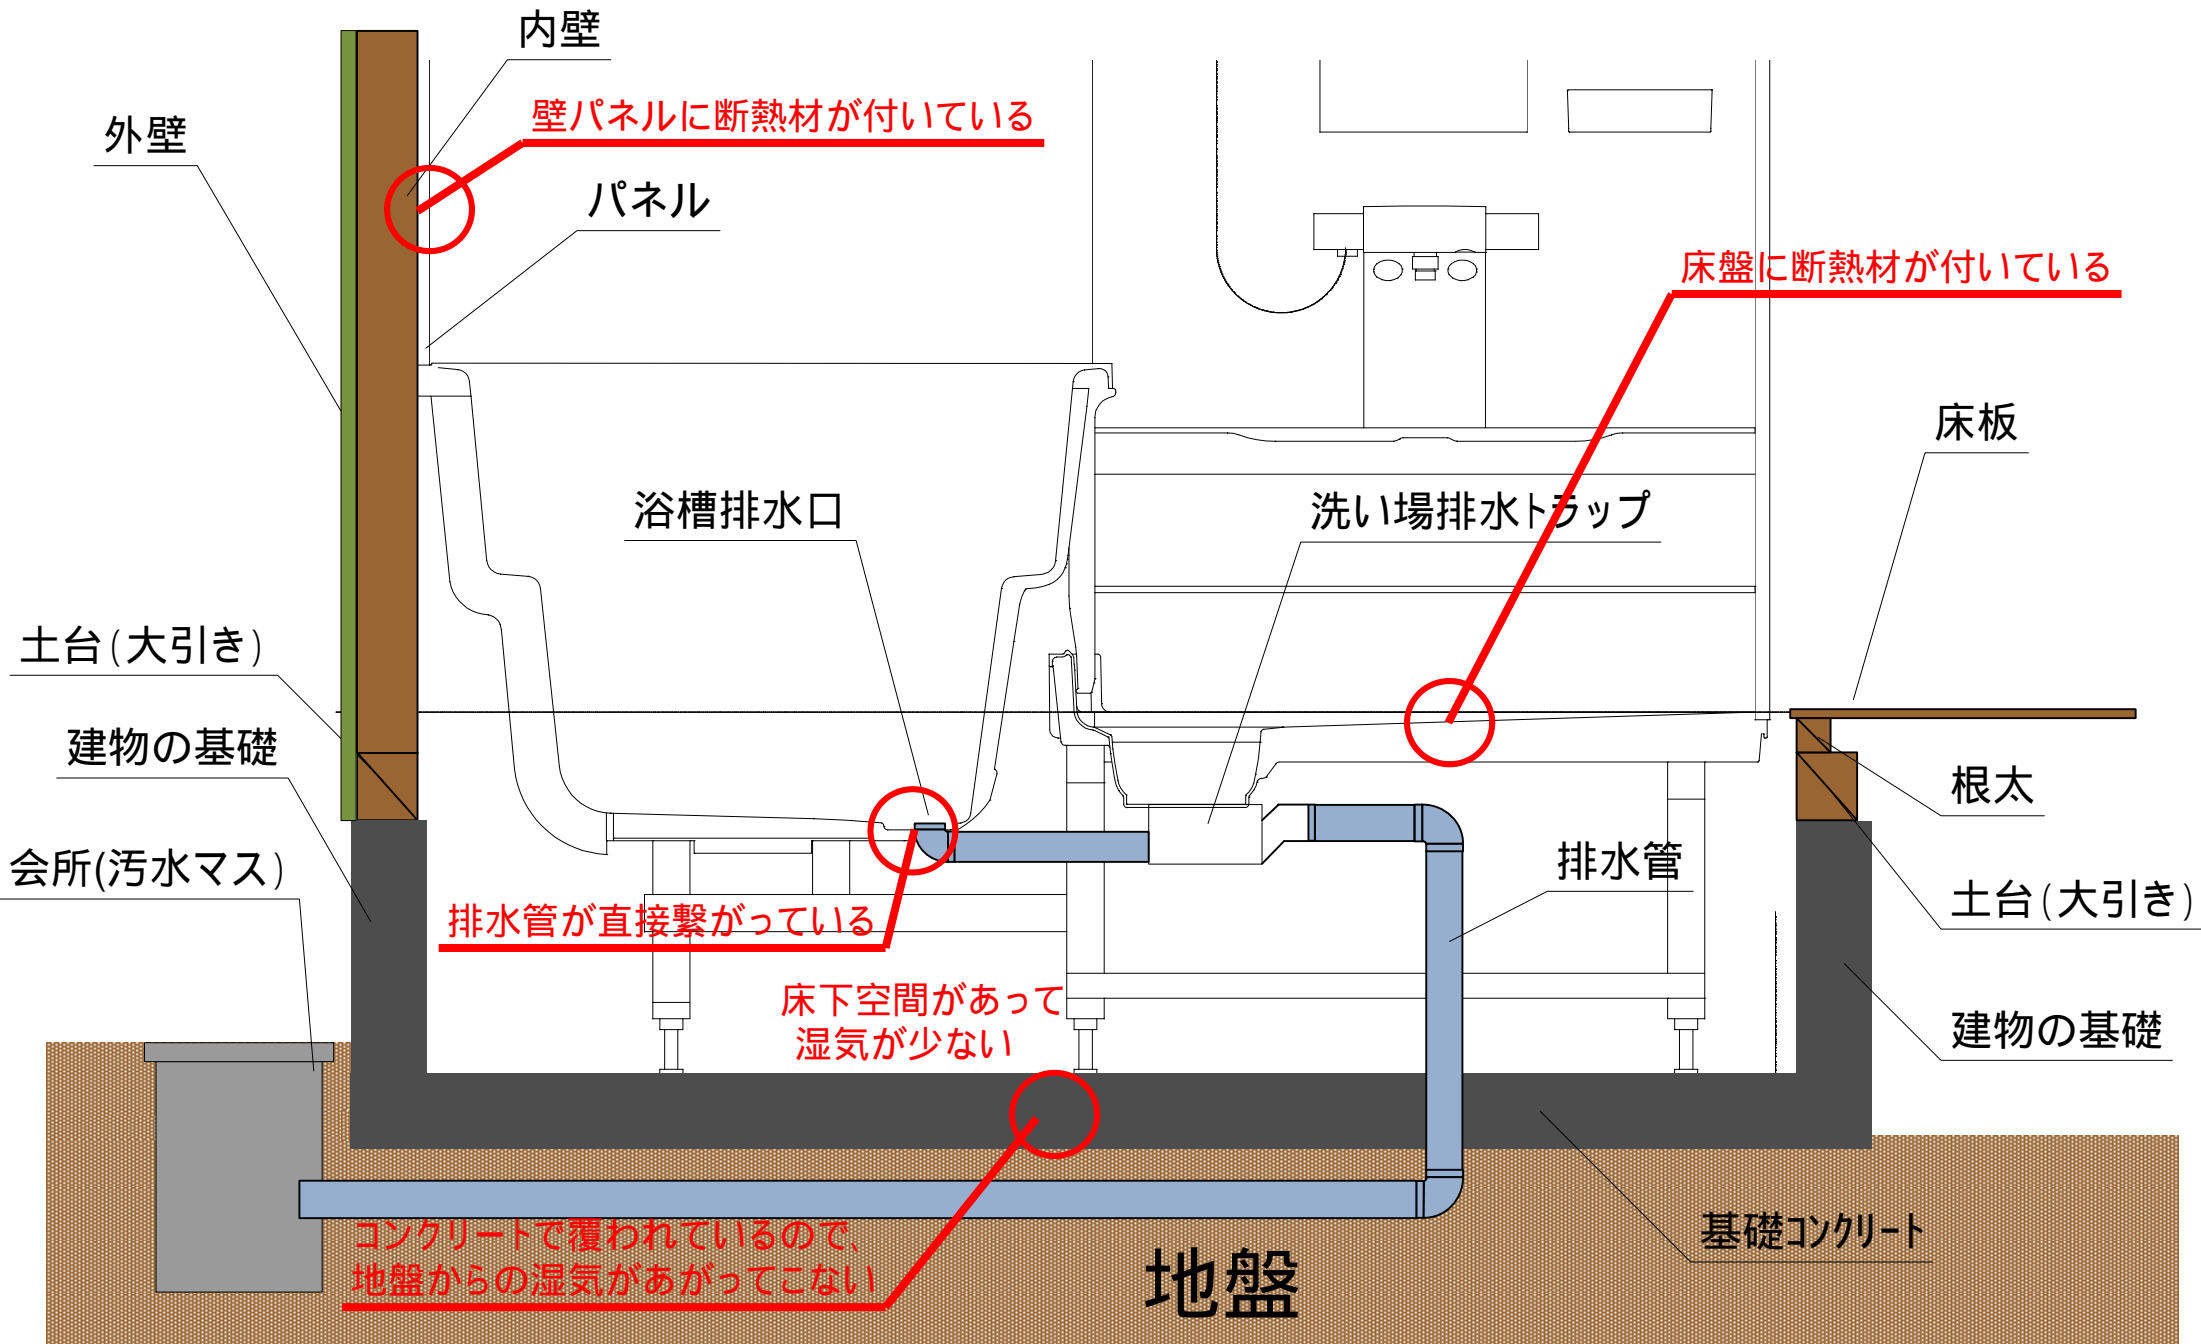 内壁
壁パネルに断熱材が付いている
外壁
パネル
床盤に断熱材が付いている
床板
浴槽排水口
洗い場排水トラップ
土台(大引き)
建物の基礎
根太
会所(汚水マス)
排水管
土台(大引き)
排水管が直接繋がっている
床下空間があって
湿気が少ない
建物の基礎
コンクリートで覆われているので、
地盤からの湿気があがってこない
基礎コンクリート
地盤